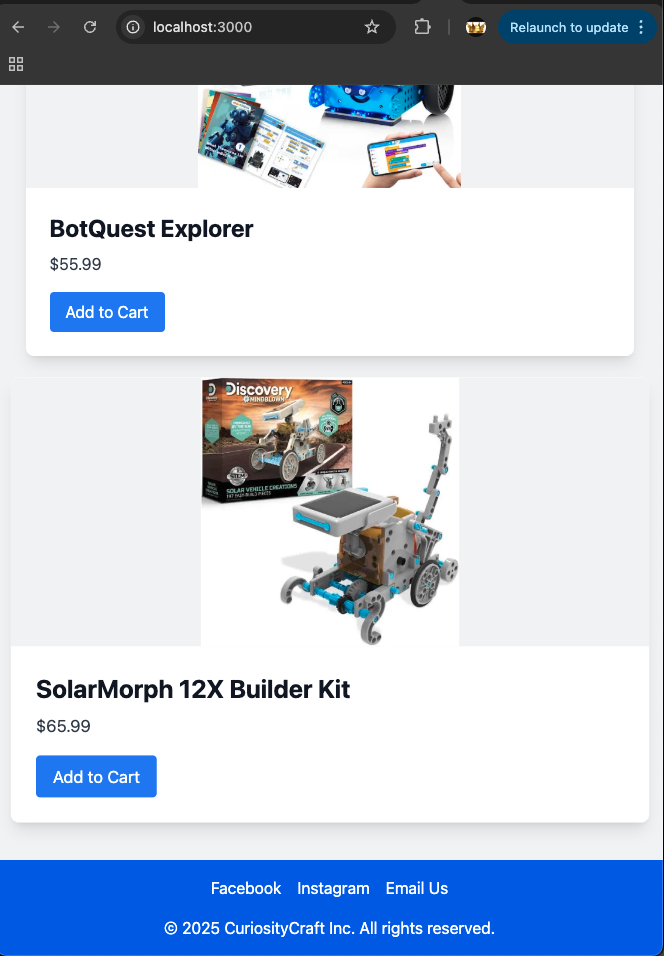 localhost:3000
Relaunch to update
BotQuest Explorer
$55.99
Add to Cart
Discovery
MINDBLOWN
STEM
SOLAR VEHICLE CREATIONS
SolarMorph 12X Builder Kit
$65.99
Add to Cart
Facebook Instagram Email Us
© 2025 CuriosityCraft Inc. All rights reserved.